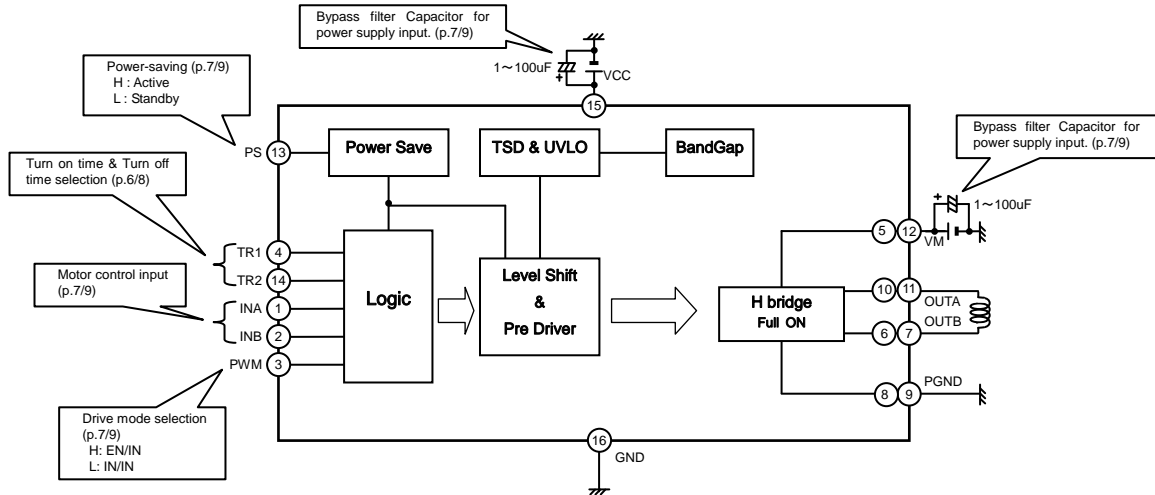 Bypass filter Capacitor for
power supply input. (p.7/9)
1～100uF
+
VCC
15
Power-saving (p.7/9)
H : Active
L : Standby
PS
13
Power Save
TSD & UVLO
BandGap
Bypass filter Capacitor for
power supply input. (p.7/9)
Turn on time & Turn off
time selection (p.6/8)
+
1～100uF
5
12
VM
TR1
4
TR2
14
Motor control input
(p.7/9)
INA
1
INB
2
PWM
3
Logic
Level Shift
&
Pre Driver
H bridge
Full ON
10
11
OUTA
OUTB
6
7
8
9
PGND
Drive mode selection
(p.7/9)
H: EN/IN
L: IN/IN
16
GND